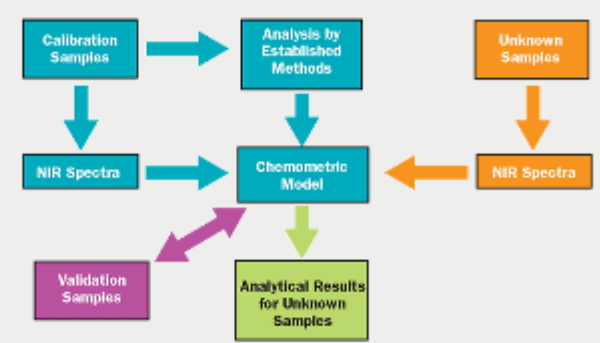 Calibration
Samples
Analysis by
Established
Methods
Unknown
Samples
NIR Spectra
Chemometric
Model
NIR Spectra
Validation
Samples
Analytical Results
for Unknown
Samples